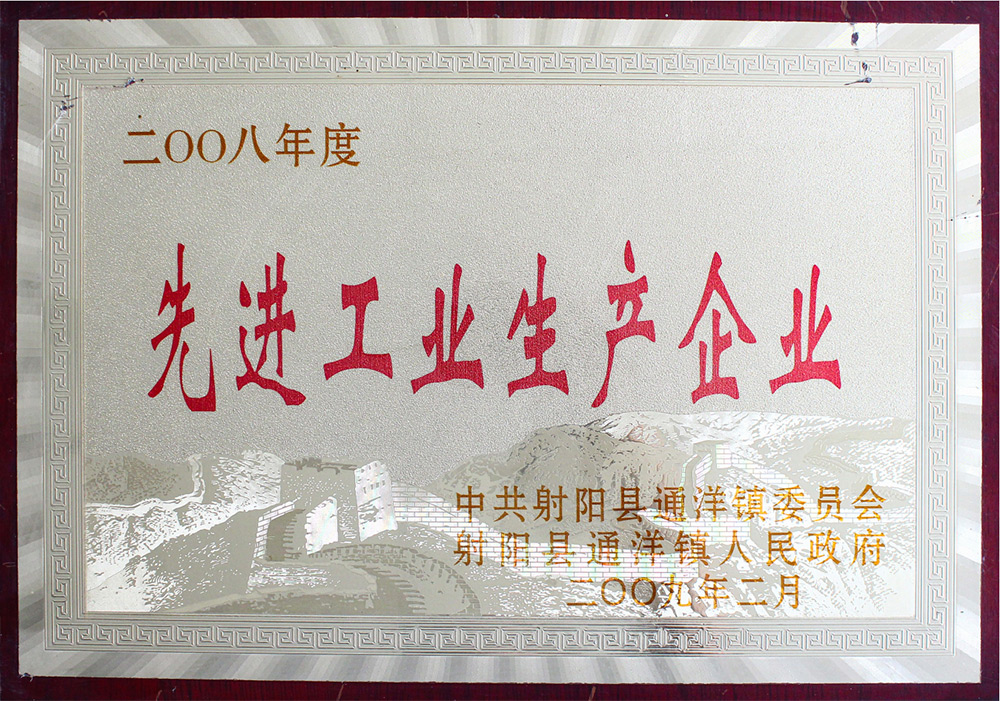 二OO八年度
先进工业生产企业
中共射阳县通洋镇委员会
射阳县通洋镇人民政府
二OO九年二月